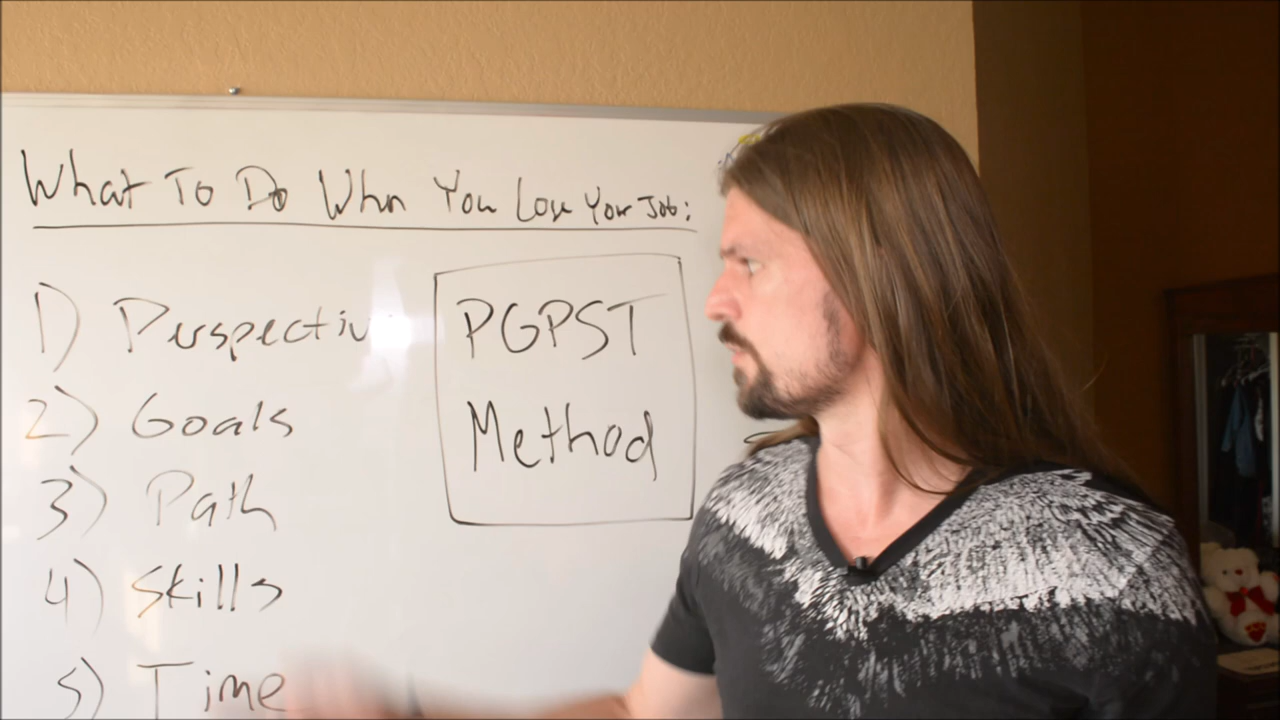 What To Do When You Lose Your Job:
1) Perspectiv
2) Goals
3) Path
4) Skills
5) Time
PGPST
Method